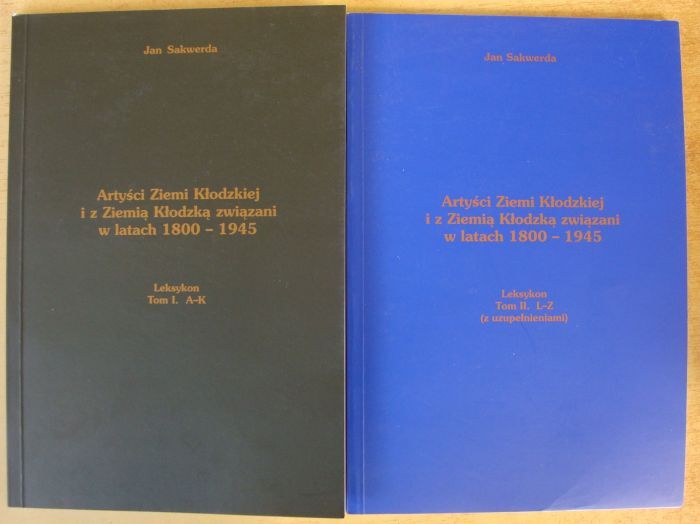 Jan Sakwerda
Artyści Ziemi Kłodzkiej
i z Ziemią Kłodzką związani
w latach 1800 – 1945
Leksykon
Tom I. A–K
Jan Sakwerda
Artyści Ziemi Kłodzkiej
i z Ziemią Kłodzką związani
w latach 1800 – 1945
Leksykon
Tom II. L–Z
(z uzupełnieniami)